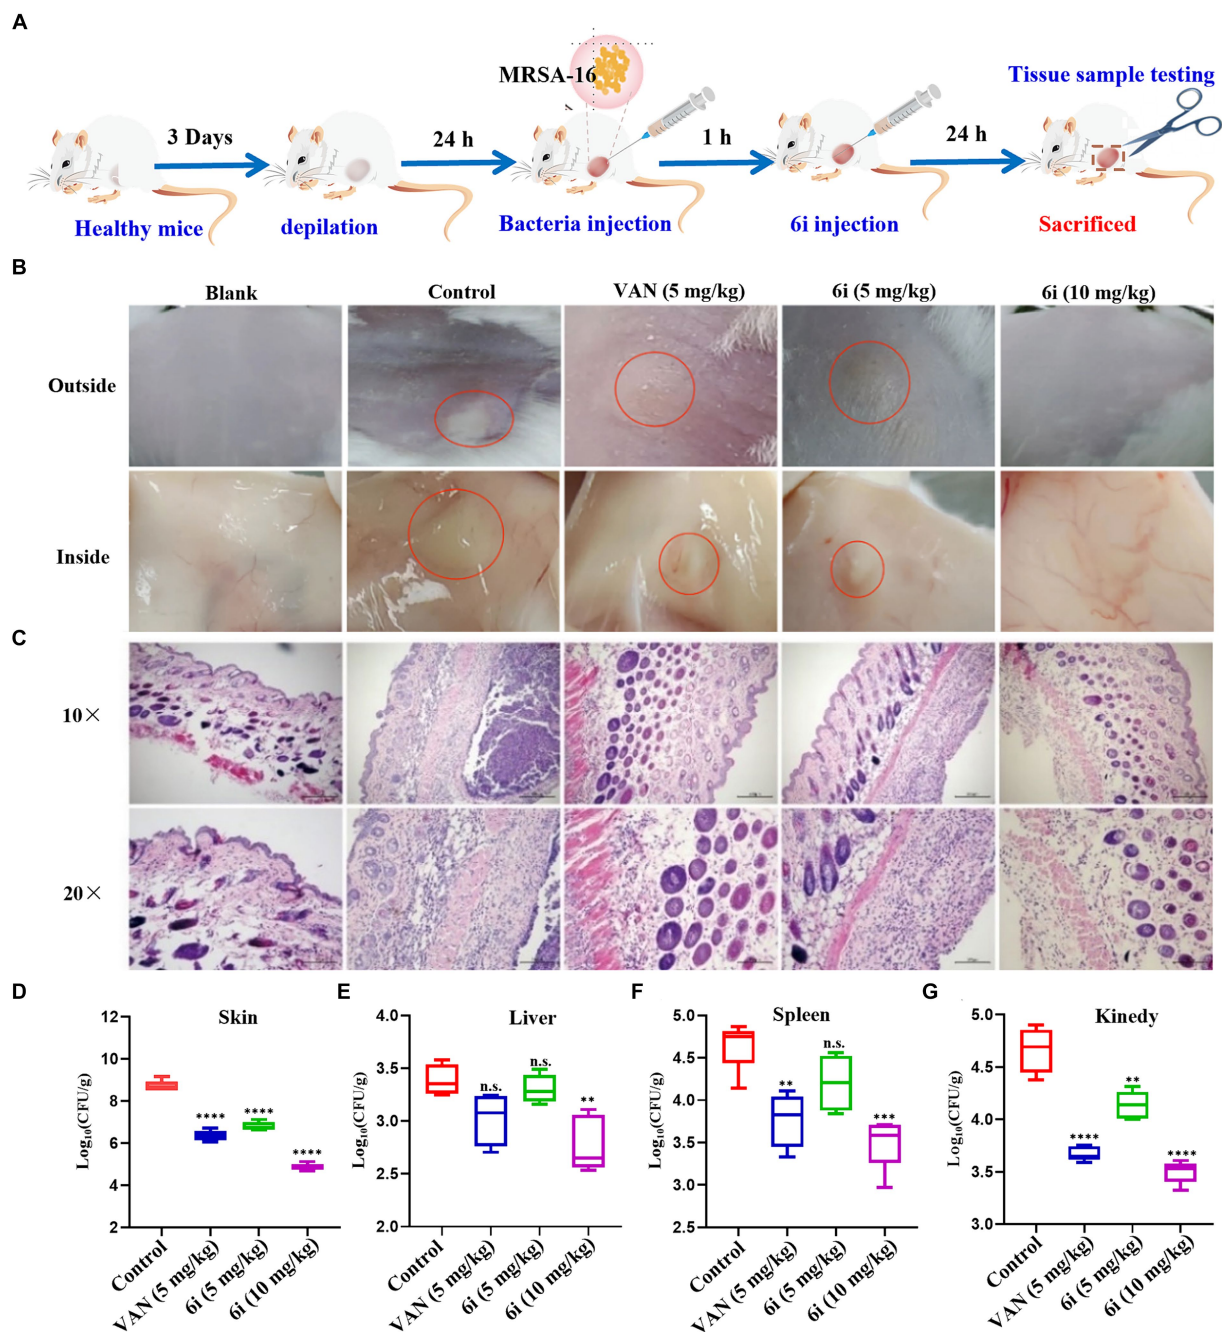 A
MRSA-16
Tissue sample testing
3 Days
24 h
1 h
24 h
Healthy mice
depilation
Bacteria injection
6i injection
Sacrificed
B
Blank
Control
VAN (5 mg/kg)
6i (5 mg/kg)
6i (10 mg/kg)
Outside
Inside
C
10×
20×
D
Skin
Log10(CFU/g)
12
10
8
6
4
2
****
****
****
Control
VAN (5 mg/kg)
6i (5 mg/kg)
6i (10 mg/kg)
E
Liver
Log10(CFU/g)
4.0
3.5
3.0
2.5
2.0
n.s.
n.s.
**
Control
VAN (5 mg/kg)
6i (5 mg/kg)
6i (10 mg/kg)
F
Spleen
Log10(CFU/g)
5.0
4.5
4.0
3.5
3.0
2.5
**
n.s.
***
Control
VAN (5 mg/kg)
6i (5 mg/kg)
6i (10 mg/kg)
G
Kinedy
Log10(CFU/g)
5.0
4.5
4.0
3.5
3.0
****
**
****
Control
VAN (5 mg/kg)
6i (5 mg/kg)
6i (10 mg/kg)